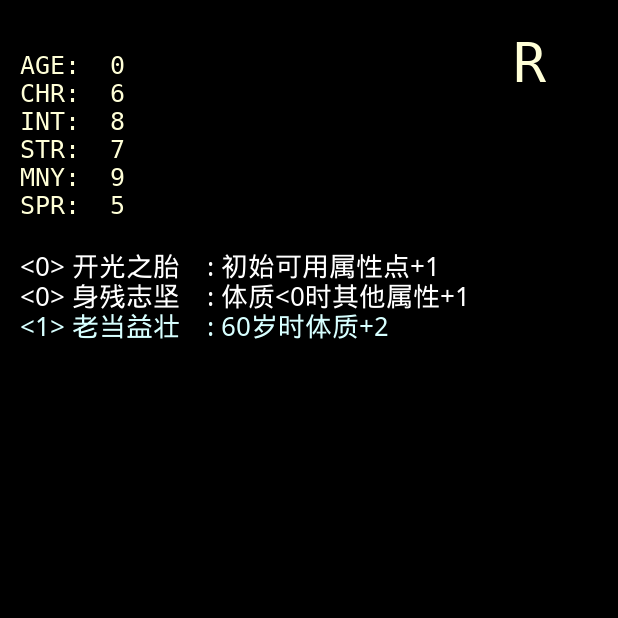 R
AGE: 0
CHR: 6
INT: 8
STR: 7
MNY: 9
SPR: 5
<0> 开光之胎 : 初始可用属性点+1
<0> 身残志坚 : 体质<0时其他属性+1
<1> 老当益壮 : 60岁时体质+2